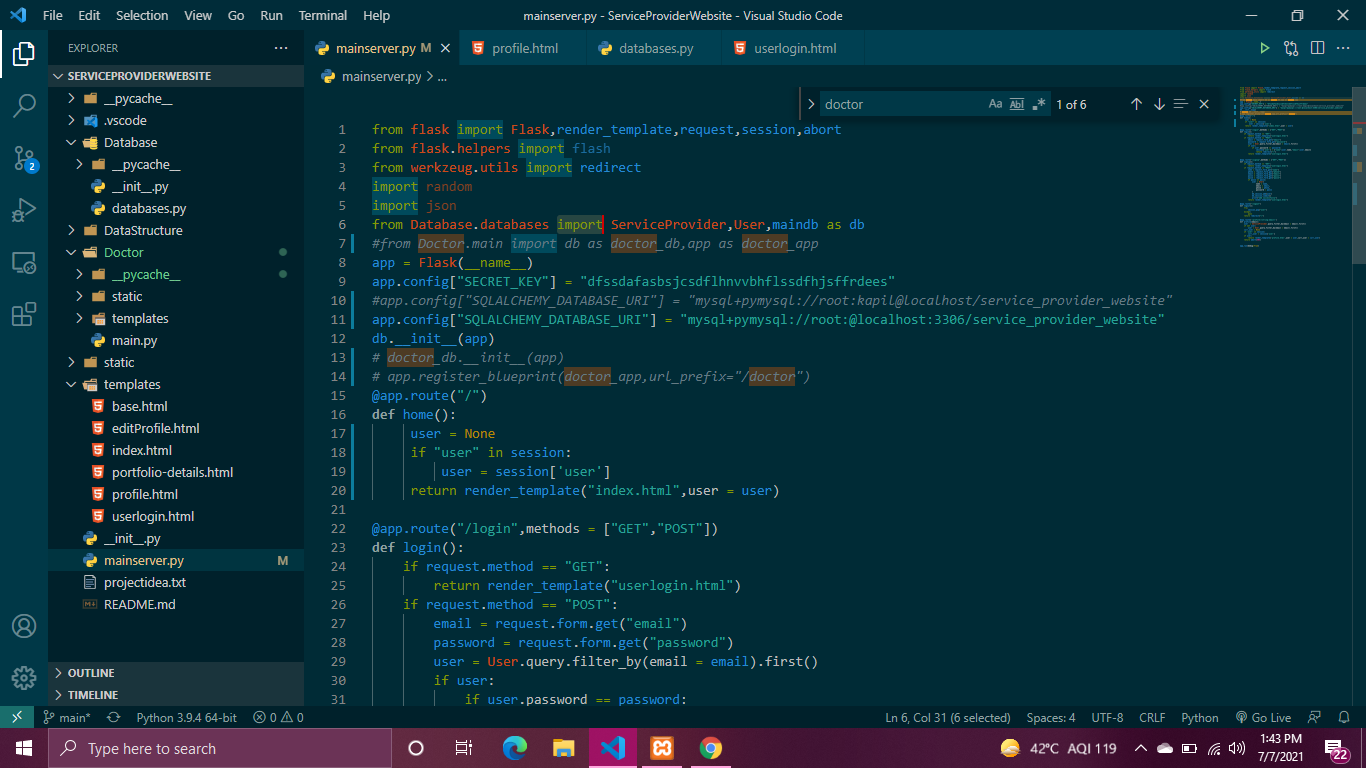 File Edit Selection View Go Run Terminal Help
mainserver.py - ServiceProviderWebsite - Visual Studio Code
EXPLORER
SERVICEPROVIDERWEBSITE
__pycache__
.vscode
Database
__pycache__
__init__.py
databases.py
DataStructure
Doctor
__pycache__
static
templates
main.py
static
templates
base.html
editProfile.html
index.html
portfolio-details.html
profile.html
userlogin.html
__init__.py
mainserver.py M
projectidea.txt
README.md
OUTLINE
TIMELINE
2
mainserver.py M
profile.html
databases.py
userlogin.html
mainserver.py > ...
doctor Aa Abl .* 1 of 6
1 from flask import Flask,render_template,request,session,abort
2 from flask.helpers import flash
3 from werkzeug.utils import redirect
4 import random
5 import json
6 from Database.databases import ServiceProvider,User,maindb as db
7 #from Doctor.main import db as doctor_db,app as doctor_app
8 app = Flask(__name__)
9 app.config["SECRET_KEY"] = "dfssdafasbsjcsdflhnvvbhflssdfhjsffrdees"
10 #app.config["SQLALCHEMY_DATABASE_URI"] = "mysql+pymysql://root:kapil@localhost/service_provider_website"
11 app.config["SQLALCHEMY_DATABASE_URI"] = "mysql+pymysql://root:@localhost:3306/service_provider_website"
12 db.__init__(app)
13 # doctor_db.__init__(app)
14 # app.register_blueprint(doctor_app,url_prefix="/doctor")
15 @app.route("/")
16 def home():
17 user = None
18 if "user" in session:
19 user = session['user']
20 return render_template("index.html",user = user)
21
22 @app.route("/login",methods = ["GET","POST"])
23 def login():
24 if request.method == "GET":
25 return render_template("userlogin.html")
26 if request.method == "POST":
27 email = request.form.get("email")
28 password = request.form.get("password")
29 user = User.query.filter_by(email = email).first()
30 if user:
31 if user.password == password:
main* Python 3.9.4 64-bit 0 0 Ln 6, Col 31 (6 selected) Spaces: 4 UTF-8 CRLF Python Go Live
Type here to search
42°C AQI 119
1:43 PM
7/7/2021
22